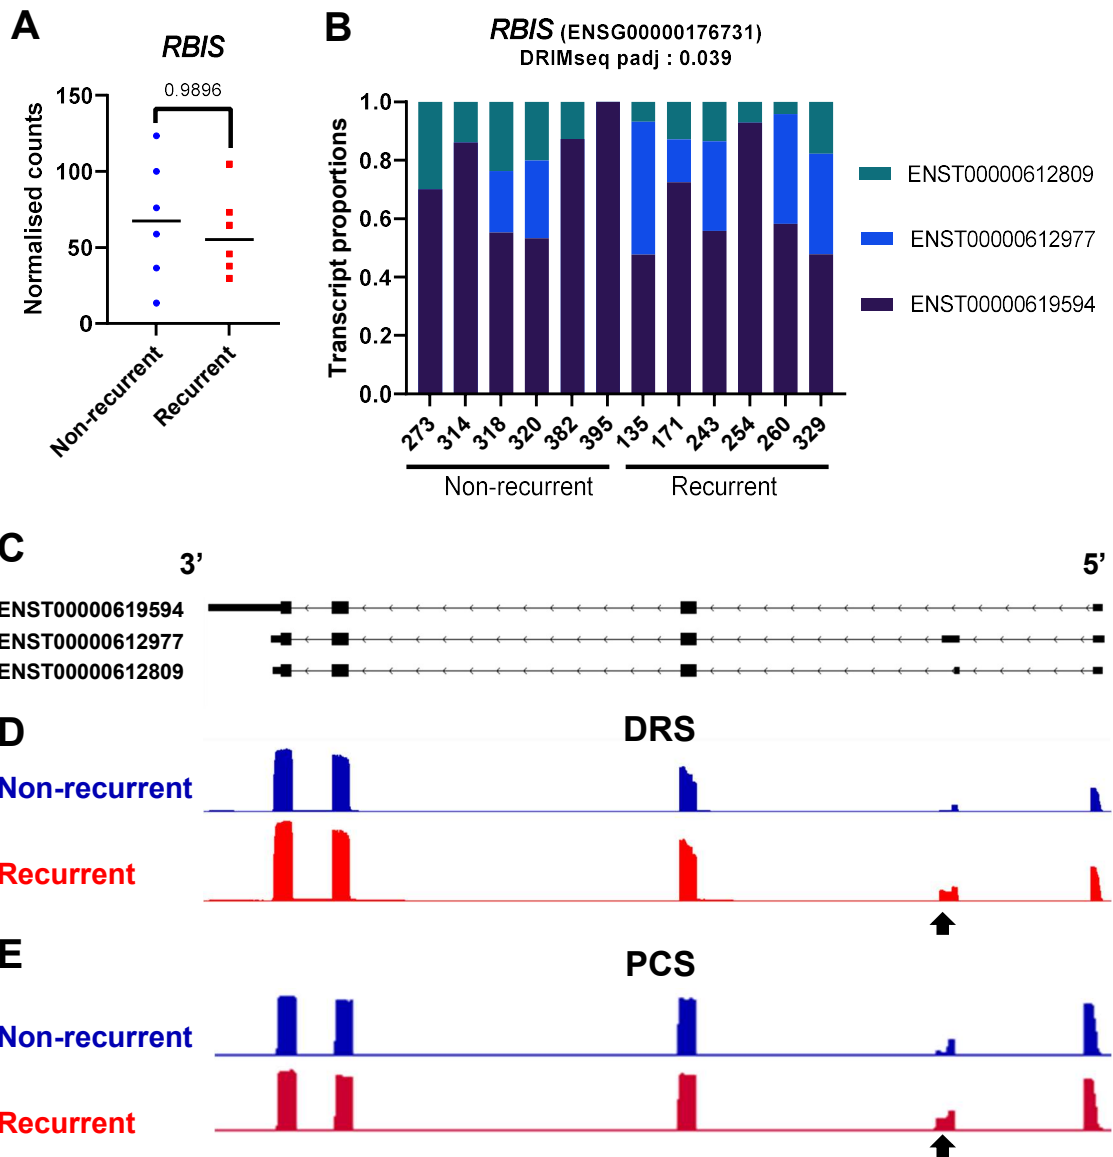 A
RBIS
0.9896
Normalised counts
150
100
50
0
Non-recurrent
Recurrent
B
RBIS (ENSG00000176731)
DRIMseq padj : 0.039
Transcript proportions
1.0
0.8
0.6
0.4
0.2
0.0
273 314 318 320 382 395 135 171 243 254 260 329
Non-recurrent Recurrent
ENST00000612809
ENST00000612977
ENST00000619594
C
3’ 5’
ENST00000619594
ENST00000612977
ENST00000612809
D
DRS
Non-recurrent
Recurrent
E
PCS
Non-recurrent
Recurrent